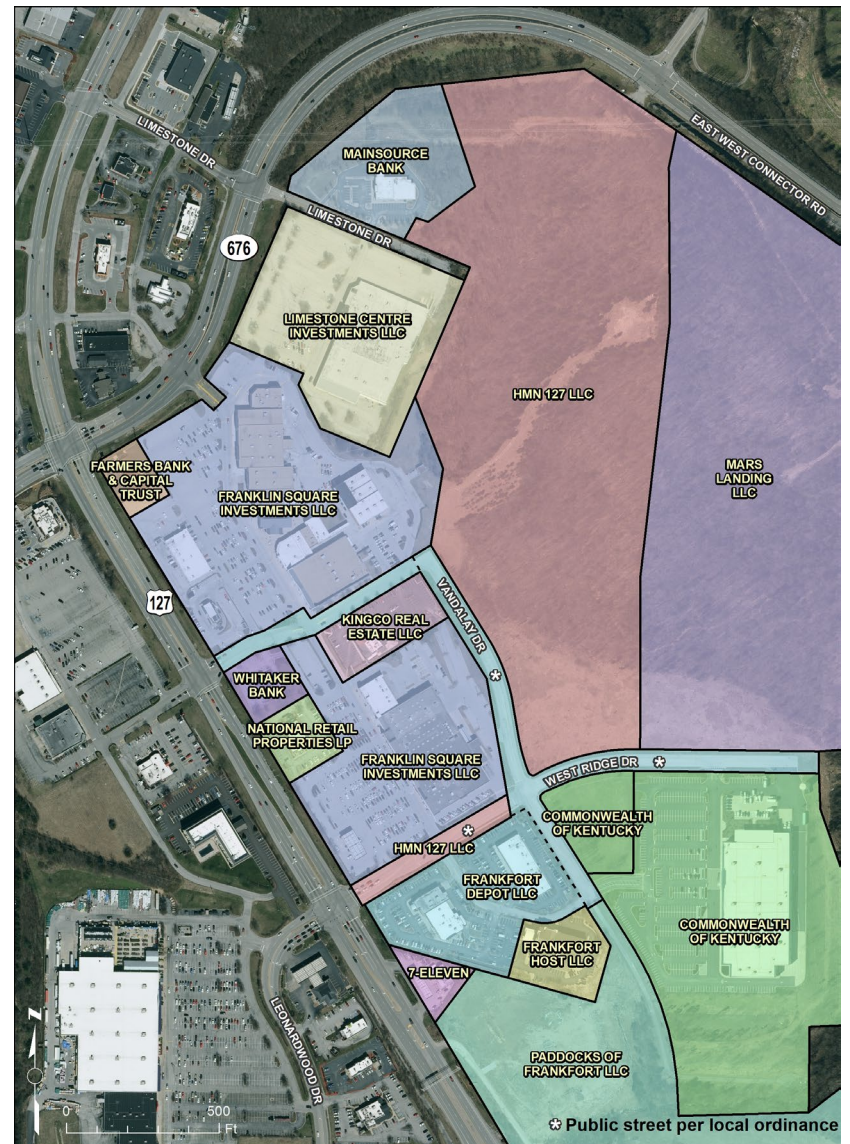 LIMESTONE DR
EAST WEST CONNECTOR RD
MAINSOURCE
BANK
LIMESTONE DR
676
LIMESTONE CENTRE
INVESTMENTS LLC
HMN 127 LLC
MARS
LANDING
LLC
FARMERS BANK
& CAPITAL
TRUST
FRANKLIN SQUARE
INVESTMENTS LLC
127
VANDALAY DR
*
KINGCO REAL
ESTATE LLC
WHITAKER
BANK
NATIONAL RETAIL
PROPERTIES LP
FRANKLIN SQUARE
INVESTMENTS LLC
WEST RIDGE DR *
COMMONWEALTH
OF KENTUCKY
*
HMN 127 LLC
FRANKFORT
DEPOT LLC
COMMONWEALTH
OF KENTUCKY
FRANKFORT
HOST LLC
7-ELEVEN
LEONARDWOOD DR
PADDOCKS OF
FRANKFORT LLC
N
0 500
Ft
* Public street per local ordinance